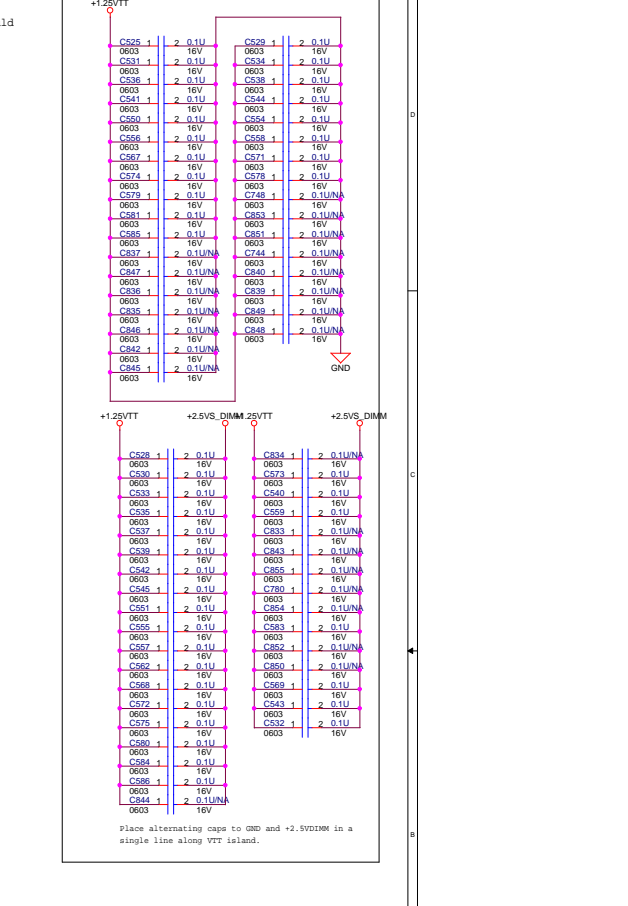 +1.25VTT
C525 1 2 0.1U C529 1 2 0.1U
0603 16V 0603 16V
C531 1 2 0.1U C534 1 2 0.1U
0603 16V 0603 16V
C536 1 2 0.1U C538 1 2 0.1U
0603 16V 0603 16V
C541 1 2 0.1U C544 1 2 0.1U
0603 16V 0603 16V
C550 1 2 0.1U C554 1 2 0.1U
0603 16V 0603 16V
C556 1 2 0.1U C558 1 2 0.1U
0603 16V 0603 16V
C567 1 2 0.1U C571 1 2 0.1U
0603 16V 0603 16V
C574 1 2 0.1U C578 1 2 0.1U
0603 16V 0603 16V
C579 1 2 0.1U C748 1 2 0.1U/NA
0603 16V 0603 16V
C581 1 2 0.1U C853 1 2 0.1U/NA
0603 16V 0603 16V
C585 1 2 0.1U C851 1 2 0.1U/NA
0603 16V 0603 16V
C837 1 2 0.1U/NA C744 1 2 0.1U/NA
0603 16V 0603 16V
C847 1 2 0.1U/NA C840 1 2 0.1U/NA
0603 16V 0603 16V
C836 1 2 0.1U/NA C839 1 2 0.1U/NA
0603 16V 0603 16V
C835 1 2 0.1U/NA C849 1 2 0.1U/NA
0603 16V 0603 16V
C846 1 2 0.1U/NA C848 1 2 0.1U/NA
0603 16V 0603 16V
C842 1 2 0.1U/NA
0603 16V
C845 1 2 0.1U/NA
0603 16V
GND
+1.25VTT +2.5VS_DIMM +1.25VTT +2.5VS_DIMM
C528 1 2 0.1U C834 1 2 0.1U/NA
0603 16V 0603 16V
C530 1 2 0.1U C573 1 2 0.1U
0603 16V 0603 16V
C533 1 2 0.1U C540 1 2 0.1U
0603 16V 0603 16V
C535 1 2 0.1U C559 1 2 0.1U
0603 16V 0603 16V
C537 1 2 0.1U C833 1 2 0.1U/NA
0603 16V 0603 16V
C539 1 2 0.1U C843 1 2 0.1U/NA
0603 16V 0603 16V
C542 1 2 0.1U C855 1 2 0.1U/NA
0603 16V 0603 16V
C545 1 2 0.1U C780 1 2 0.1U/NA
0603 16V 0603 16V
C551 1 2 0.1U C854 1 2 0.1U/NA
0603 16V 0603 16V
C555 1 2 0.1U C583 1 2 0.1U
0603 16V 0603 16V
C557 1 2 0.1U C852 1 2 0.1U/NA
0603 16V 0603 16V
C562 1 2 0.1U C850 1 2 0.1U/NA
0603 16V 0603 16V
C568 1 2 0.1U C569 1 2 0.1U
0603 16V 0603 16V
C572 1 2 0.1U C543 1 2 0.1U
0603 16V 0603 16V
C575 1 2 0.1U C532 1 2 0.1U
0603 16V 0603 16V
C580 1 2 0.1U
0603 16V
C584 1 2 0.1U
0603 16V
C586 1 2 0.1U
0603 16V
C844 1 2 0.1U/NA
0603 16V
Place alternating caps to GND and +2.5VDIMM in a
single line along VTT island.
D
C
B